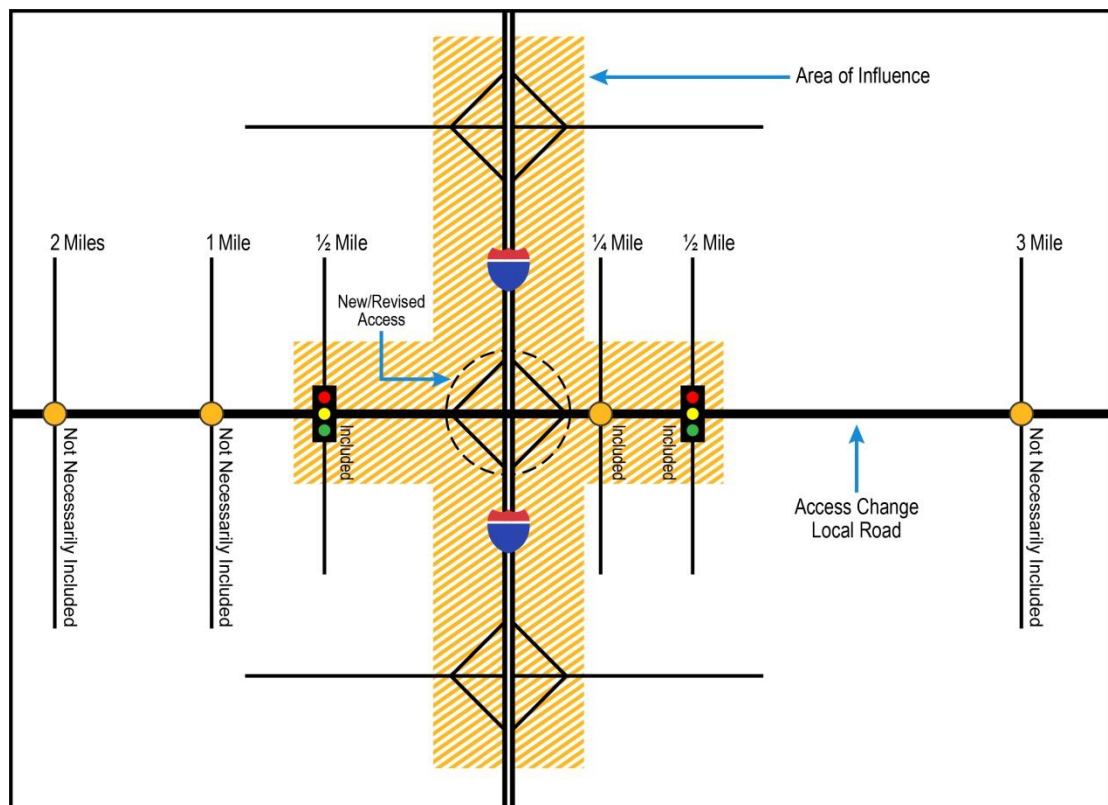 Area of Influence
2 Miles
1 Mile
½ Mile
¼ Mile
½ Mile
3 Mile
New/Revised
Access
Not Necessarily Included
Not Necessarily Included
Included
Included
Included
Not Necessarily Included
Access Change
Local Road